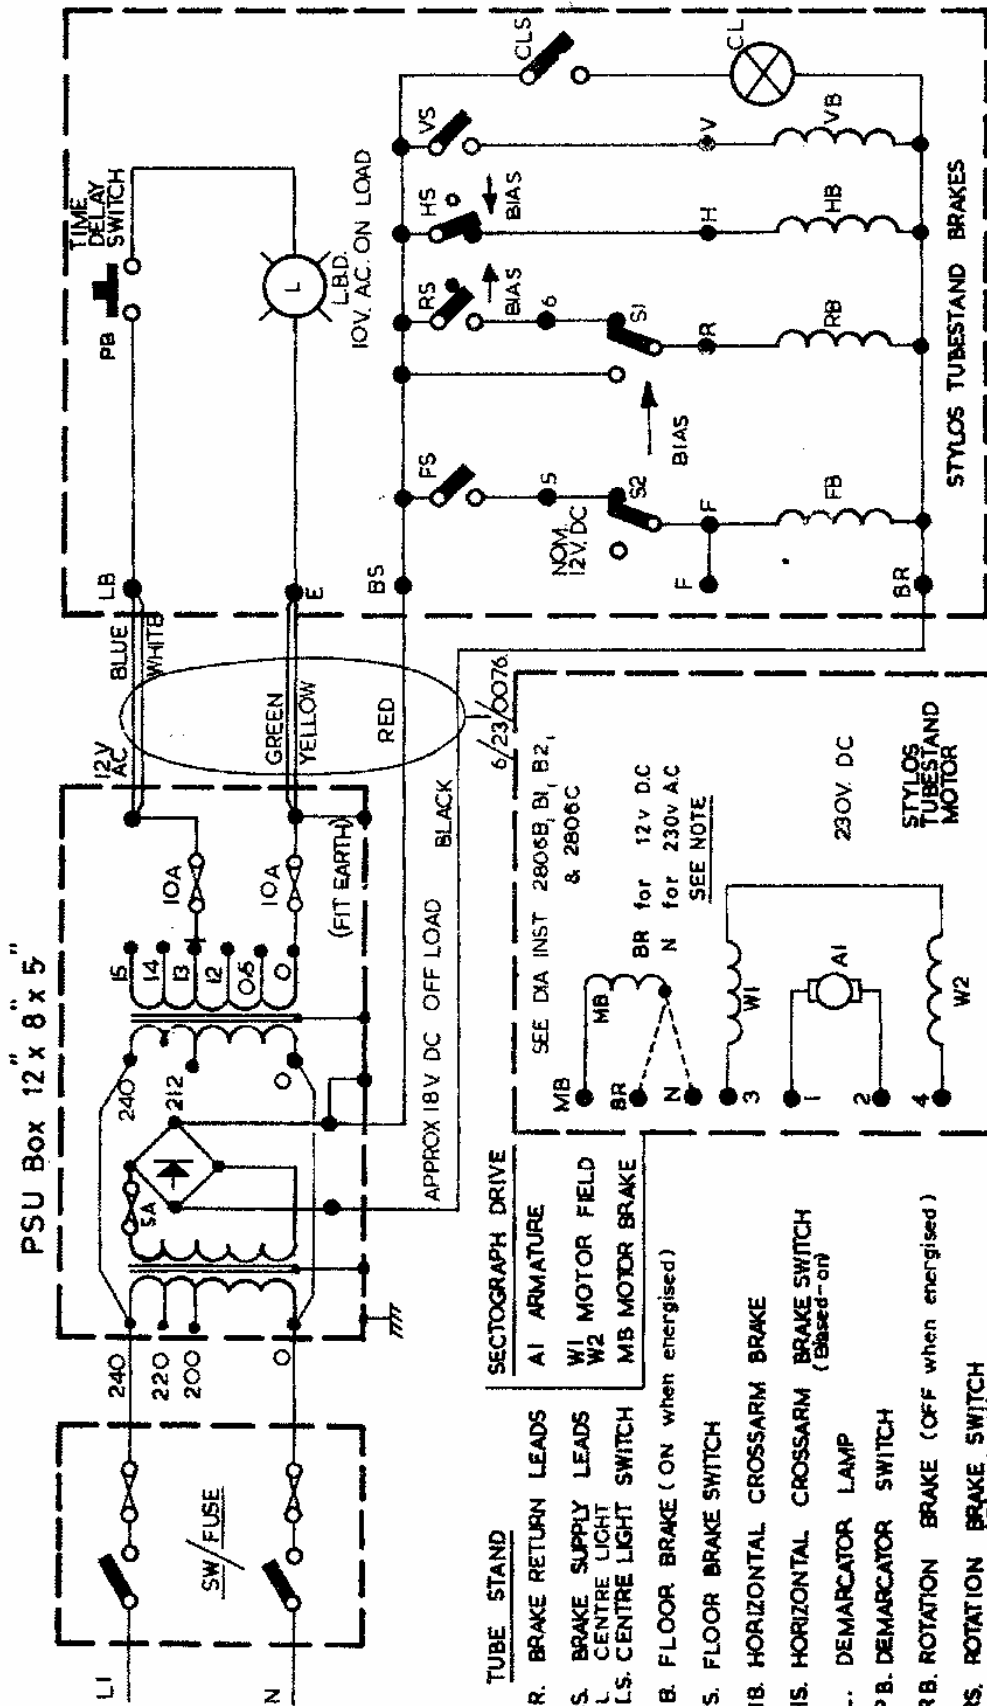 PSU Box 12" x 8" x 5"
L1
N
SW/FUSE
240
220
200
0
5A
240
212
0
15
14
13
12
06
0
10A
10A
(FIT EARTH)
APPROX 18V DC OFF LOAD
12V
AC
BLUE
WHITE
GREEN
YELLOW
RED
BLACK
6/23/0076
LB
E
BS
BR
PB
TIME
DELAY
SWITCH
L
L.B.D.
10V. A.C. ON LOAD
FS
5
S2
NOM.
12V. DC
F
F
FB
BIAS
RS
BIAS
6
S1
R
RB
HS
BIAS
H
HB
VS
V
VB
CLS
CL
STYLOS TUBESTAND BRAKES
SEE DIA INST 2806B, B1, B2,
& 2806C
MB
BR
N
MB
BR for 12v D.C
N for 230v A.C
SEE NOTE
3
1
2
4
W1
A1
W2
230V. DC
STYLOS
TUBESTAND
MOTOR
SECTOGRAPH DRIVE
A1 ARMATURE
W1
W2 MOTOR FIELD
MB MOTOR BRAKE
TUBE STAND
R. BRAKE RETURN LEADS
S. BRAKE SUPPLY LEADS
L. CENTRE LIGHT
L.S. CENTRE LIGHT SWITCH
B. FLOOR BRAKE (ON when energised)
S. FLOOR BRAKE SWITCH
HB. HORIZONTAL CROSSARM BRAKE
HS. HORIZONTAL CROSSARM BRAKE SWITCH
(Biased-on)
L. DEMARCATOR LAMP
PB. DEMARCATOR SWITCH
RB. ROTATION BRAKE (OFF when energised)
RS. ROTATION BRAKE SWITCH